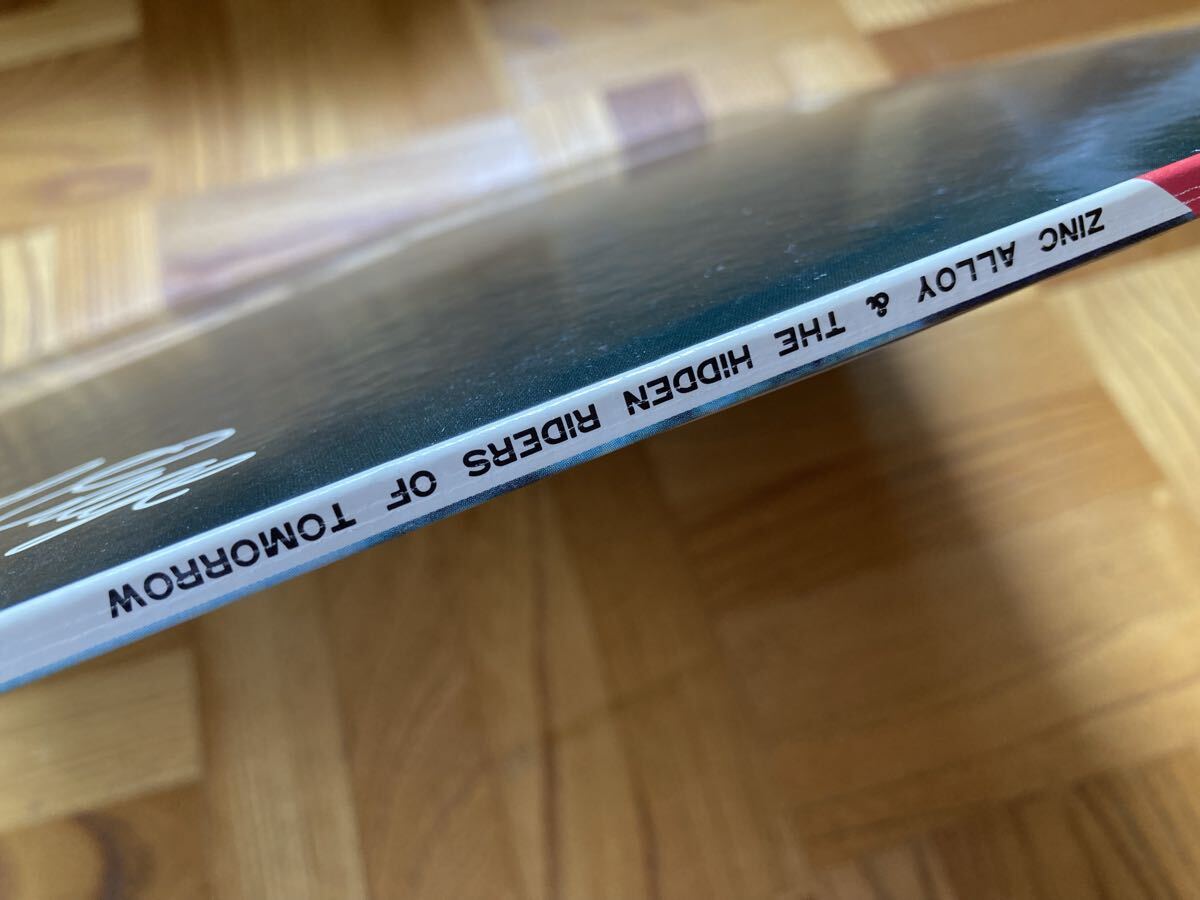 ZINC ALLOY & THE HIDDEN RIDERS OF TOMORROW